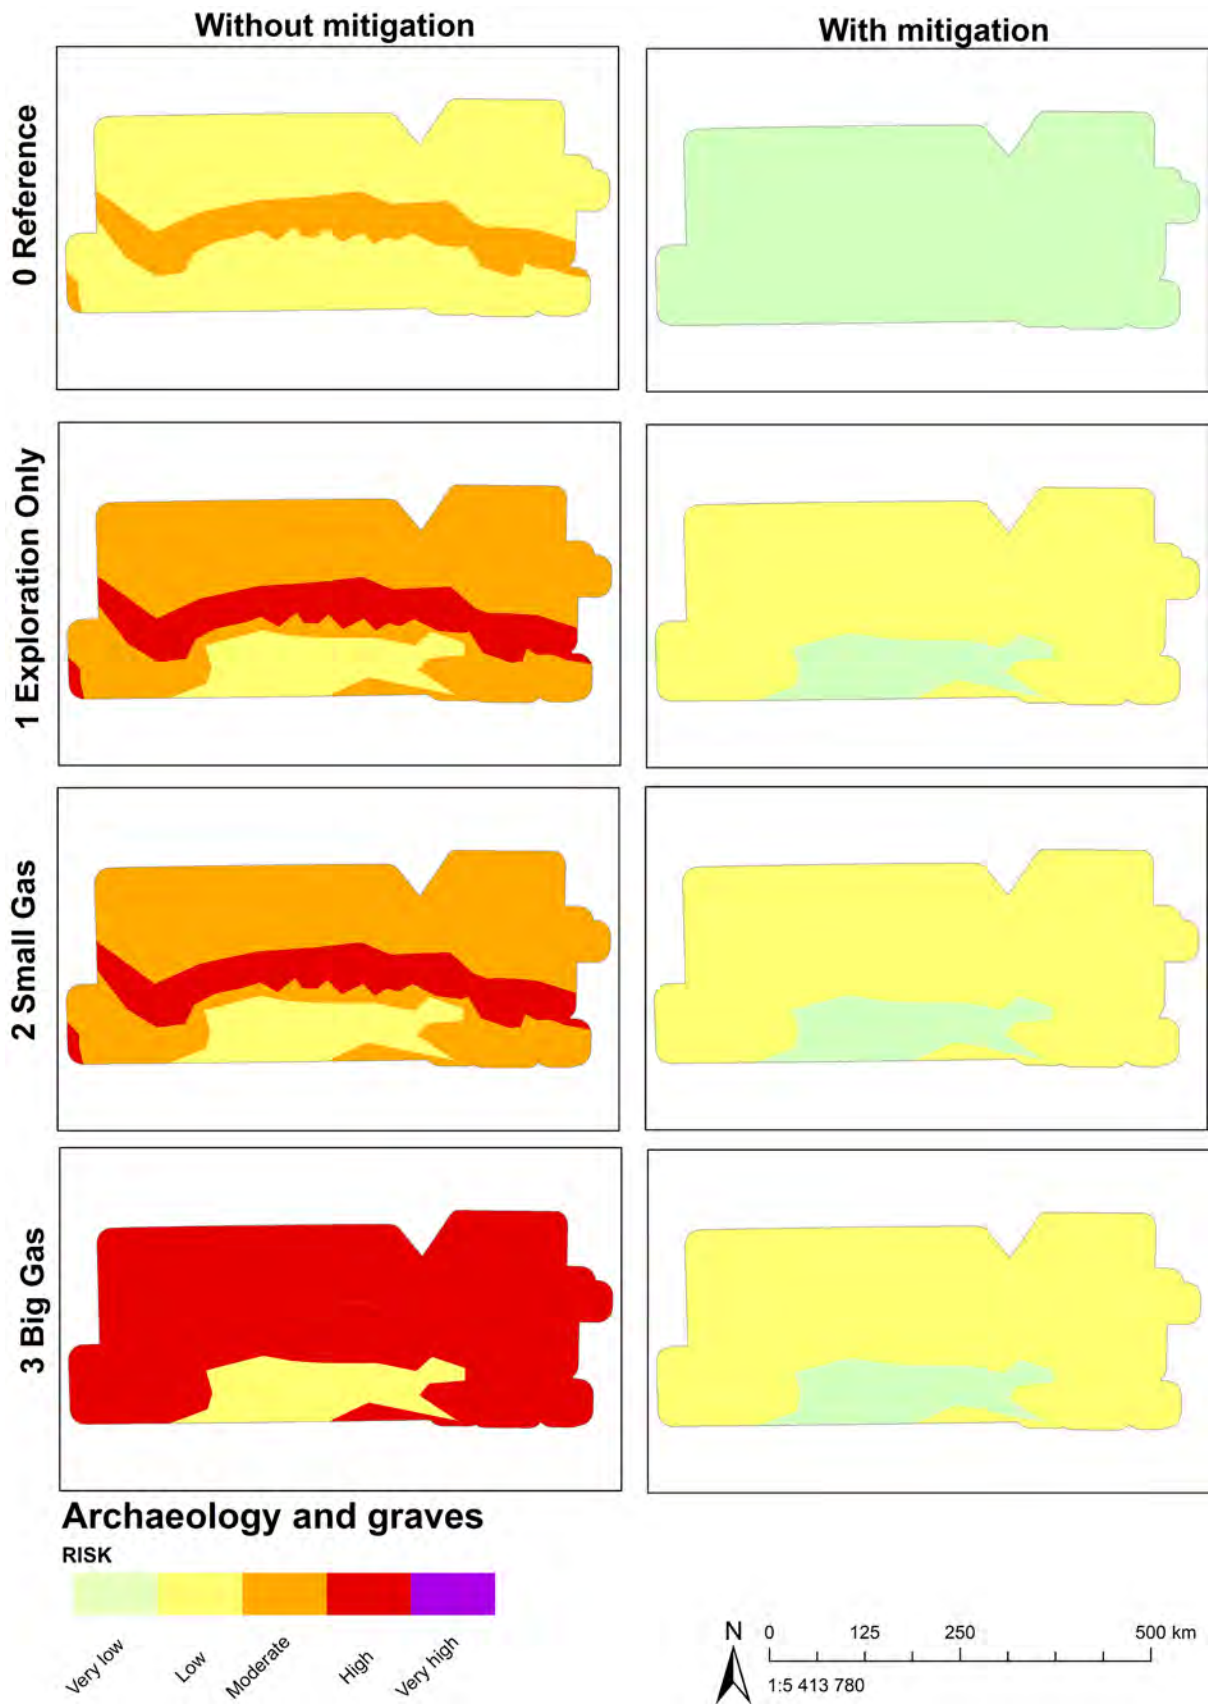 Without mitigation
With mitigation
0 Reference
1 Exploration Only
2 Small Gas
3 Big Gas
Archaeology and graves
RISK
Very low
Low
Moderate
High
Very high
N
0 125 250 500 km
1:5 413 780